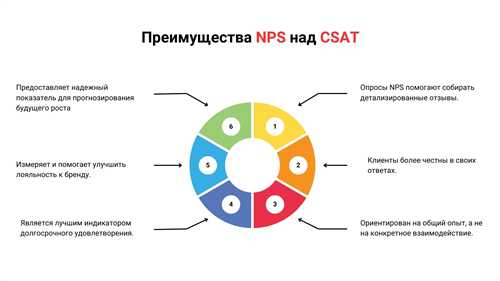 Преимущества NPS над CSAT
Предоставляет надежный
показатель для прогнозирования
будущего роста
Опросы NPS помогают собирать
детализированные отзывы.
6
1
Измеряет и помогает улучшить
лояльность к бренду.
5
2
Клиенты более честны в своих
ответах.
4
3
Является лучшим индикатором
долгосрочного удовлетворения.
Ориентирован на общий опыт, а не
на конкретное взаимодействие.